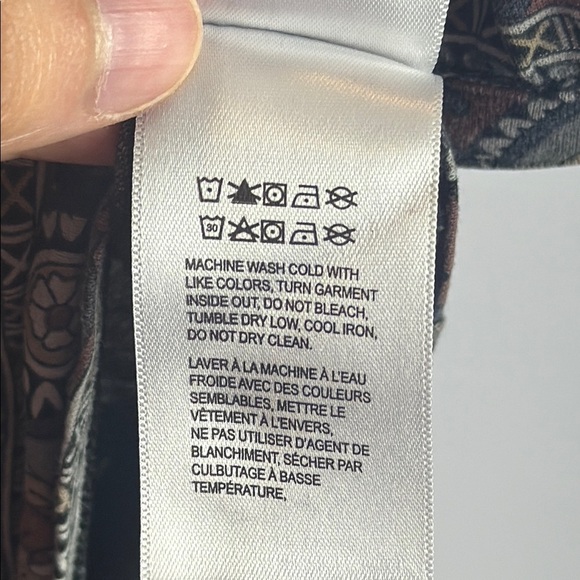 30
MACHINE WASH COLD WITH
LIKE COLORS, TURN GARMENT
INSIDE OUT, DO NOT BLEACH,
TUMBLE DRY LOW, COOL IRON,
DO NOT DRY CLEAN.
LAVER À LA MACHINE À L'EAU
FROIDE AVEC DES COULEURS
SEMBLABLES, METTRE LE
VÊTEMENT À L'ENVERS,
NE PAS UTILISER D'AGENT DE
BLANCHIMENT, SÉCHER PAR
CULBUTAGE À BASSE
TEMPÉRATURE,